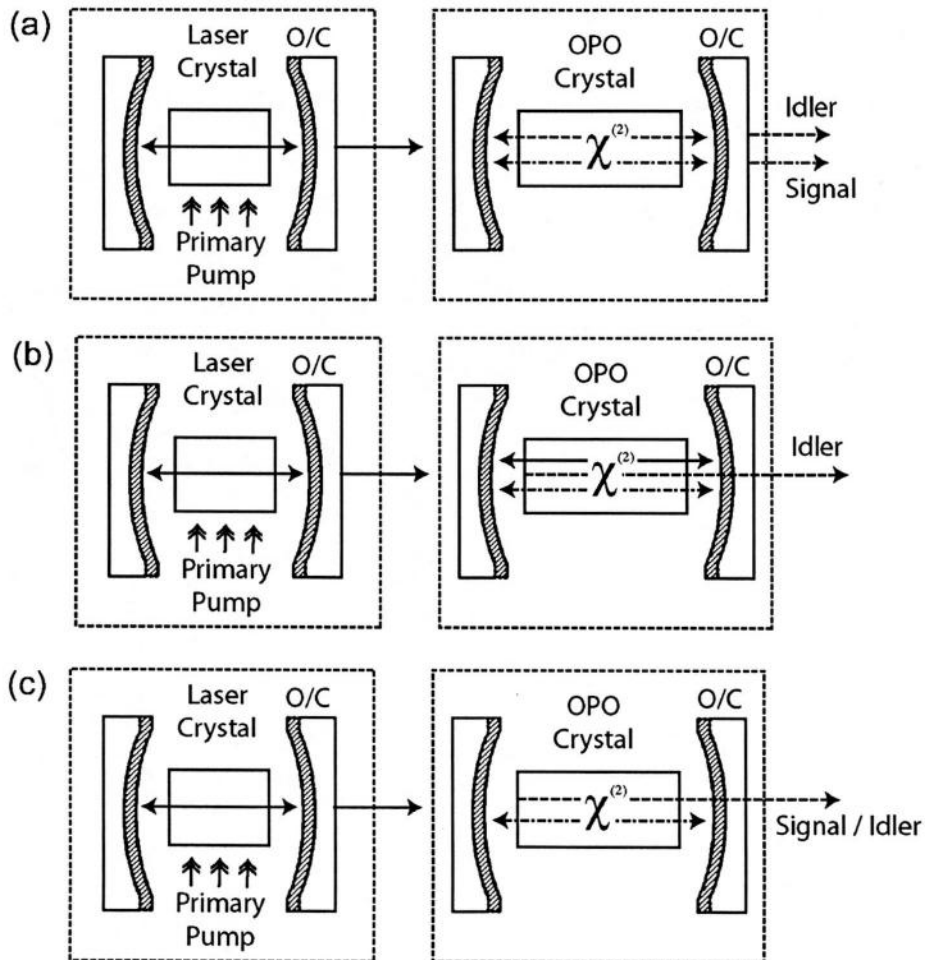 (a)
Laser
Crystal
O/C
Primary
Pump
OPO
Crystal
O/C
χ(2)
Idler
Signal
(b)
Laser
Crystal
O/C
Primary
Pump
OPO
Crystal
O/C
χ(2)
Idler
(c)
Laser
Crystal
O/C
Primary
Pump
OPO
Crystal
O/C
χ(2)
Signal / Idler